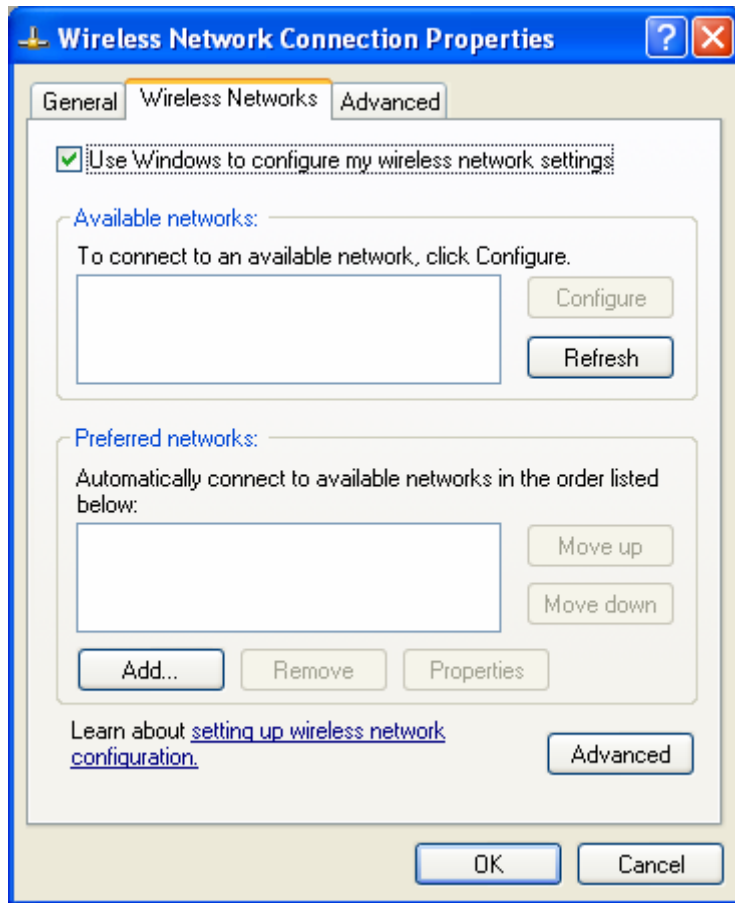 Wireless Network Connection Properties
?
General Wireless Networks Advanced
Use Windows to configure my wireless network settings
Available networks:
To connect to an available network, click Configure.
Configure
Refresh
Preferred networks:
Automatically connect to available networks in the order listed
below:
Move up
Move down
Add... Remove Properties
Learn about setting up wireless network
configuration.
Advanced
OK Cancel